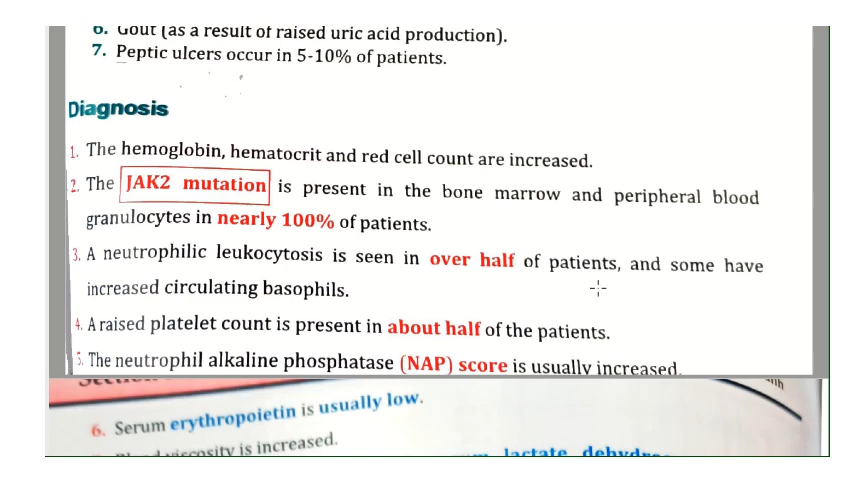 6. Gout (as a result of raised uric acid production).
7. Peptic ulcers occur in 5-10% of patients.
Diagnosis
1. The hemoglobin, hematocrit and red cell count are increased.
2. The JAK2 mutation is present in the bone marrow and peripheral blood
granulocytes in nearly 100% of patients.
3. A neutrophilic leukocytosis is seen in over half of patients, and some have
increased circulating basophils.
4. A raised platelet count is present in about half of the patients.
5. The neutrophil alkaline phosphatase (NAP) score is usually increased.
6. Serum erythropoietin is usually low.
viscosity is increased.
lactate